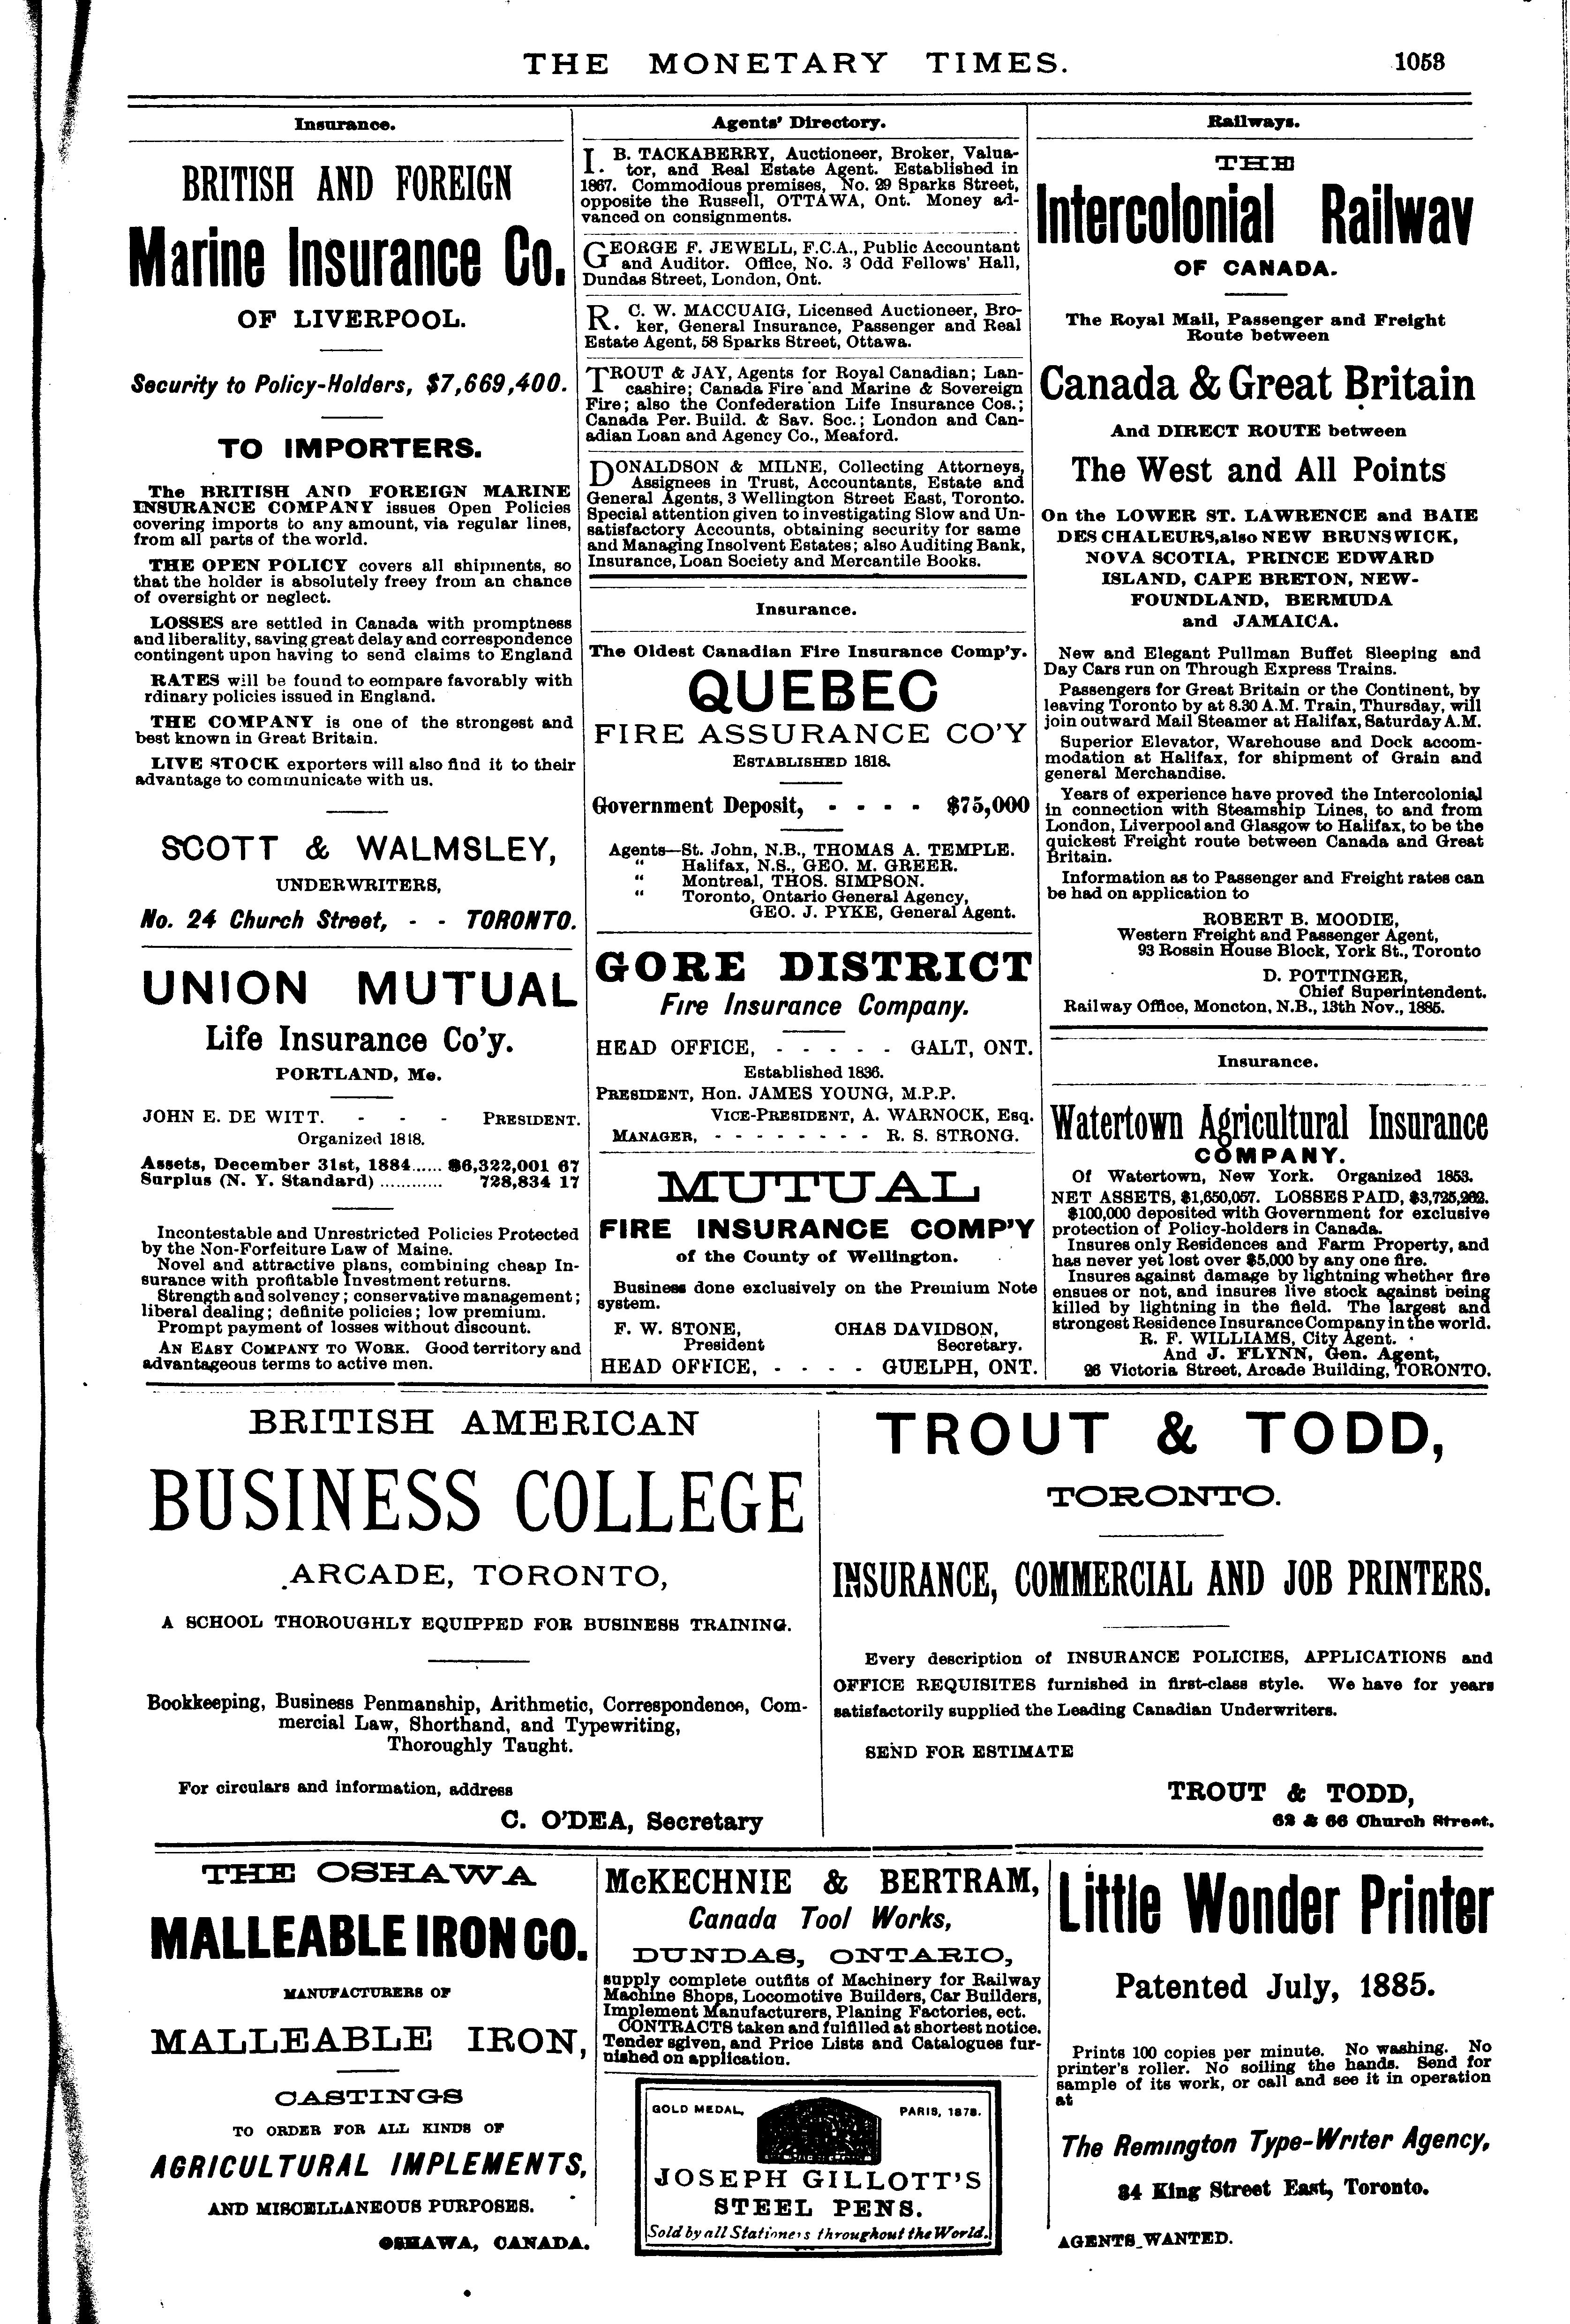 THE MONETARY TIMES.
1053
Insurance.
BRITISH AND FOREIGN
Marine Insurance Co.
OF LIVERPOOL.
Security to Policy-Holders, $7,669,400.
TO IMPORTERS.
The BRITISH AND FOREIGN MARINE
INSURANCE COMPANY issues Open Policies
covering imports to any amount, via regular lines,
from all parts of the world.
THE OPEN POLICY covers all shipments, so
that the holder is absolutely freey from an chance
of oversight or neglect.
LOSSES are settled in Canada with promptness
and liberality, saving great delay and correspondence
contingent upon having to send claims to England
RATES will be found to eompare favorably with
rdinary policies issued in England.
THE COMPANY is one of the strongest and
best known in Great Britain.
LIVE STOCK exporters will also find it to their
advantage to communicate with us.
SCOTT & WALMSLEY,
UNDERWRITERS,
No. 24 Church Street, - - TORONTO.
UNION MUTUAL
Life Insurance Co'y.
PORTLAND, Me.
JOHN E. DE WITT. - - - PRESIDENT.
Organized 1818.
Assets, December 31st, 1884...... $6,322,001 67
Surplus (N. Y. Standard) ............ 728,834 17
Incontestable and Unrestricted Policies Protected
by the Non-Forfeiture Law of Maine.
Novel and attractive plans, combining cheap In-
surance with profitable Investment returns.
Strength and solvency; conservative management;
liberal dealing; definite policies; low premium.
Prompt payment of losses without discount.
AN EASY COMPANY TO WORK. Good territory and
advantageous terms to active men.
Agents' Directory.
I. B. TACKABERRY, Auctioneer, Broker, Valua-
tor, and Real Estate Agent. Established in
1867. Commodious premises, No. 29 Sparks Street,
opposite the Russell, OTTAWA, Ont. Money ad-
vanced on consignments.
GEORGE F. JEWELL, F.C.A., Public Accountant
and Auditor. Office, No. 3 Odd Fellows' Hall,
Dundas Street, London, Ont.
R. C. W. MACCUAIG, Licensed Auctioneer, Bro-
ker, General Insurance, Passenger and Real
Estate Agent, 58 Sparks Street, Ottawa.
TROUT & JAY, Agents for Royal Canadian; Lan-
cashire; Canada Fire and Marine & Sovereign
Fire; also the Confederation Life Insurance Cos.;
Canada Per. Build. & Sav. Soc.; London and Can-
adian Loan and Agency Co., Meaford.
DONALDSON & MILNE, Collecting Attorneys,
Assignees in Trust, Accountants, Estate and
General Agents, 3 Wellington Street East, Toronto.
Special attention given to investigating Slow and Un-
satisfactory Accounts, obtaining security for same
and Managing Insolvent Estates; also Auditing Bank,
Insurance, Loan Society and Mercantile Books.
Insurance.
The Oldest Canadian Fire Insurance Comp'y.
QUEBEC
FIRE ASSURANCE CO'Y
ESTABLISHED 1818.
Government Deposit, - - - - $75,000
Agents—St. John, N.B., THOMAS A. TEMPLE.
" Halifax, N.S., GEO. M. GREER.
" Montreal, THOS. SIMPSON.
" Toronto, Ontario General Agency,
GEO. J. PYKE, General Agent.
GORE DISTRICT
Fire Insurance Company.
HEAD OFFICE, - - - - - GALT, ONT.
Established 1836.
PRESIDENT, Hon. JAMES YOUNG, M.P.P.
VICE-PRESIDENT, A. WARNOCK, Esq.
MANAGER, - - - - - - - - R. S. STRONG.
MUTUAL
FIRE INSURANCE COMP'Y
of the County of Wellington.
Business done exclusively on the Premium Note
system.
F. W. STONE, CHAS DAVIDSON,
President Secretary.
HEAD OFFICE, - - - - GUELPH, ONT.
Railways.
THE
Intercolonial Railway
OF CANADA.
The Royal Mail, Passenger and Freight
Route between
Canada & Great Britain
And DIRECT ROUTE between
The West and All Points
On the LOWER ST. LAWRENCE and BAIE
DES CHALEURS, also NEW BRUNSWICK,
NOVA SCOTIA, PRINCE EDWARD
ISLAND, CAPE BRETON, NEW-
FOUNDLAND, BERMUDA
and JAMAICA.
New and Elegant Pullman Buffet Sleeping and
Day Cars run on Through Express Trains.
Passengers for Great Britain or the Continent, by
leaving Toronto by at 8.30 A.M. Train, Thursday, will
join outward Mail Steamer at Halifax, Saturday A.M.
Superior Elevator, Warehouse and Dock accom-
modation at Halifax, for shipment of Grain and
general Merchandise.
Years of experience have proved the Intercolonial
in connection with Steamship Lines, to and from
London, Liverpool and Glasgow to Halifax, to be the
quickest Freight route between Canada and Great
Britain.
Information as to Passenger and Freight rates can
be had on application to
ROBERT B. MOODIE,
Western Freight and Passenger Agent,
93 Rossin House Block, York St., Toronto
D. POTTINGER,
Chief Superintendent.
Railway Office, Moncton, N.B., 13th Nov., 1885.
Insurance.
Watertown Agricultural Insurance
COMPANY.
Of Watertown, New York. Organized 1853.
NET ASSETS, $1,650,057. LOSSES PAID, $3,725,262.
$100,000 deposited with Government for exclusive
protection of Policy-holders in Canada.
Insures only Residences and Farm Property, and
has never yet lost over $5,000 by any one fire.
Insures against damage by lightning whether fire
ensues or not, and insures live stock against being
killed by lightning in the field. The largest and
strongest Residence Insurance Company in the world.
R. F. WILLIAMS, City Agent.
And J. FLYNN, Gen. Agent,
26 Victoria Street, Arcade Building, TORONTO.
BRITISH AMERICAN
BUSINESS COLLEGE
ARCADE, TORONTO,
A SCHOOL THOROUGHLY EQUIPPED FOR BUSINESS TRAINING.
Bookkeeping, Business Penmanship, Arithmetic, Correspondence, Com-
mercial Law, Shorthand, and Typewriting,
Thoroughly Taught.
For circulars and information, address
C. O'DEA, Secretary
TROUT & TODD,
TORONTO.
INSURANCE, COMMERCIAL AND JOB PRINTERS.
Every description of INSURANCE POLICIES, APPLICATIONS and
OFFICE REQUISITES furnished in first-class style. We have for years
satisfactorily supplied the Leading Canadian Underwriters.
SEND FOR ESTIMATE
TROUT & TODD,
62 & 66 Church Street.
THE OSHAWA
MALLEABLE IRON CO.
MANUFACTURERS OF
MALLEABLE IRON,
CASTINGS
TO ORDER FOR ALL KINDS OF
AGRICULTURAL IMPLEMENTS,
AND MISCELLANEOUS PURPOSES.
OSHAWA, CANADA.
McKECHNIE & BERTRAM,
Canada Tool Works,
DUNDAS, ONTARIO,
supply complete outfits of Machinery for Railway
Machine Shops, Locomotive Builders, Car Builders,
Implement Manufacturers, Planing Factories, ect.
CONTRACTS taken and fulfilled at shortest notice.
Tender sgiven, and Price Lists and Catalogues fur-
nished on application.
GOLD MEDAL, PARIS, 1878.
JOSEPH GILLOTT'S
STEEL PENS.
Sold by all Stationers throughout the World.
Little Wonder Printer
Patented July, 1885.
Prints 100 copies per minute. No washing. No
printer's roller. No soiling the hands. Send for
sample of its work, or call and see it in operation
at
The Remington Type-Writer Agency,
34 King Street East, Toronto.
AGENTS WANTED.